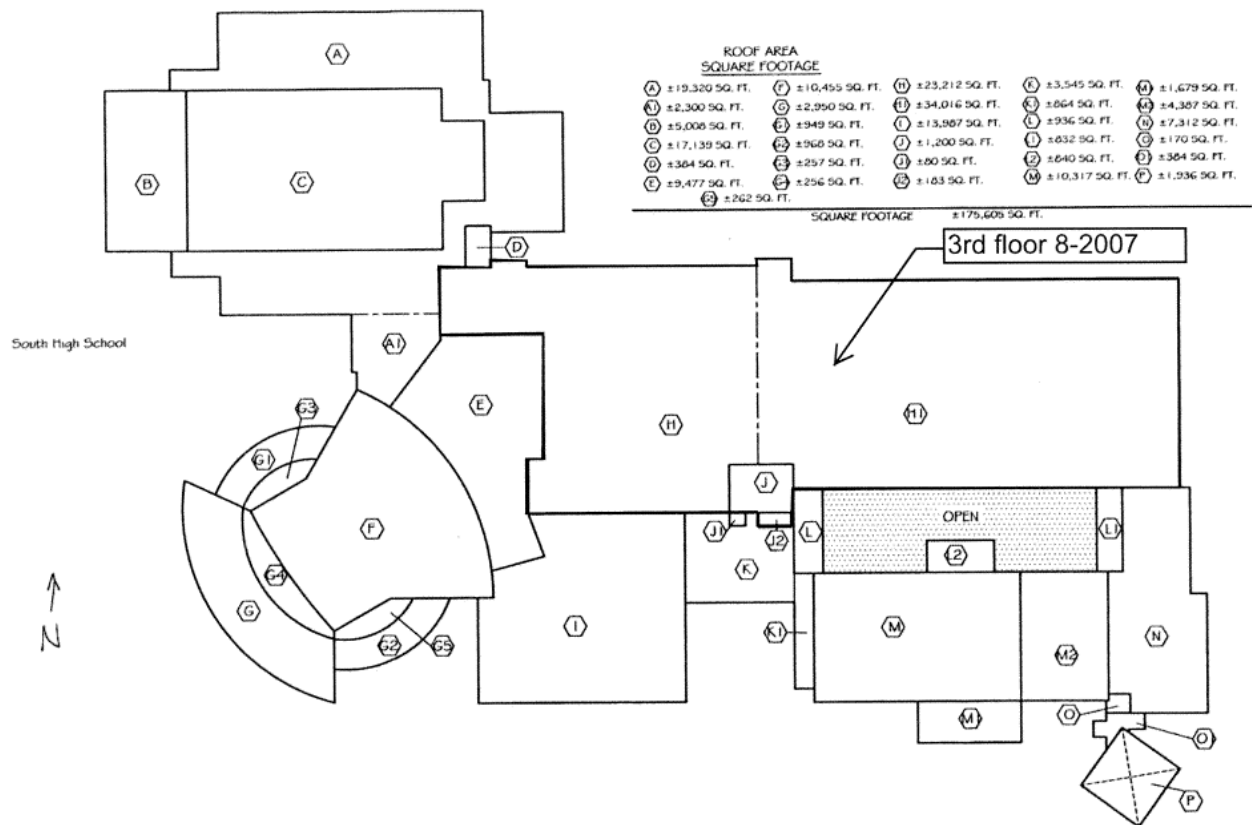 ROOF AREA
SQUARE FOOTAGE
A ±19,320 SQ. FT. F ±10,455 SQ. FT. H ±23,212 SQ. FT. K ±3,545 SQ. FT. M1 ±1,679 SQ. FT.
A1 ±2,300 SQ. FT. G ±2,950 SQ. FT. H1 ±34,016 SQ. FT. K1 ±864 SQ. FT. M2 ±4,387 SQ. FT.
B ±5,008 SQ. FT. G1 ±949 SQ. FT. I ±13,987 SQ. FT. L ±936 SQ. FT. N ±7,312 SQ. FT.
C ±17,139 SQ. FT. G2 ±968 SQ. FT. J ±1,200 SQ. FT. L1 ±832 SQ. FT. O ±170 SQ. FT.
D ±384 SQ. FT. G3 ±257 SQ. FT. J1 ±80 SQ. FT. L2 ±840 SQ. FT. O1 ±384 SQ. FT.
E ±9,477 SQ. FT. G4 ±256 SQ. FT. J2 ±183 SQ. FT. M ±10,317 SQ. FT. P ±1,936 SQ. FT.
G5 ±262 SQ. FT.
SQUARE FOOTAGE ±175,605 SQ. FT.
3rd floor 8-2007
South High School
A
B
C
D
A1
E
G3
H
H1
G1
J
F
OPEN
J1
J2
L
L1
L2
K
G4
G
I
K1
M
N
G2
G5
M2
O
M1
O1
P
N